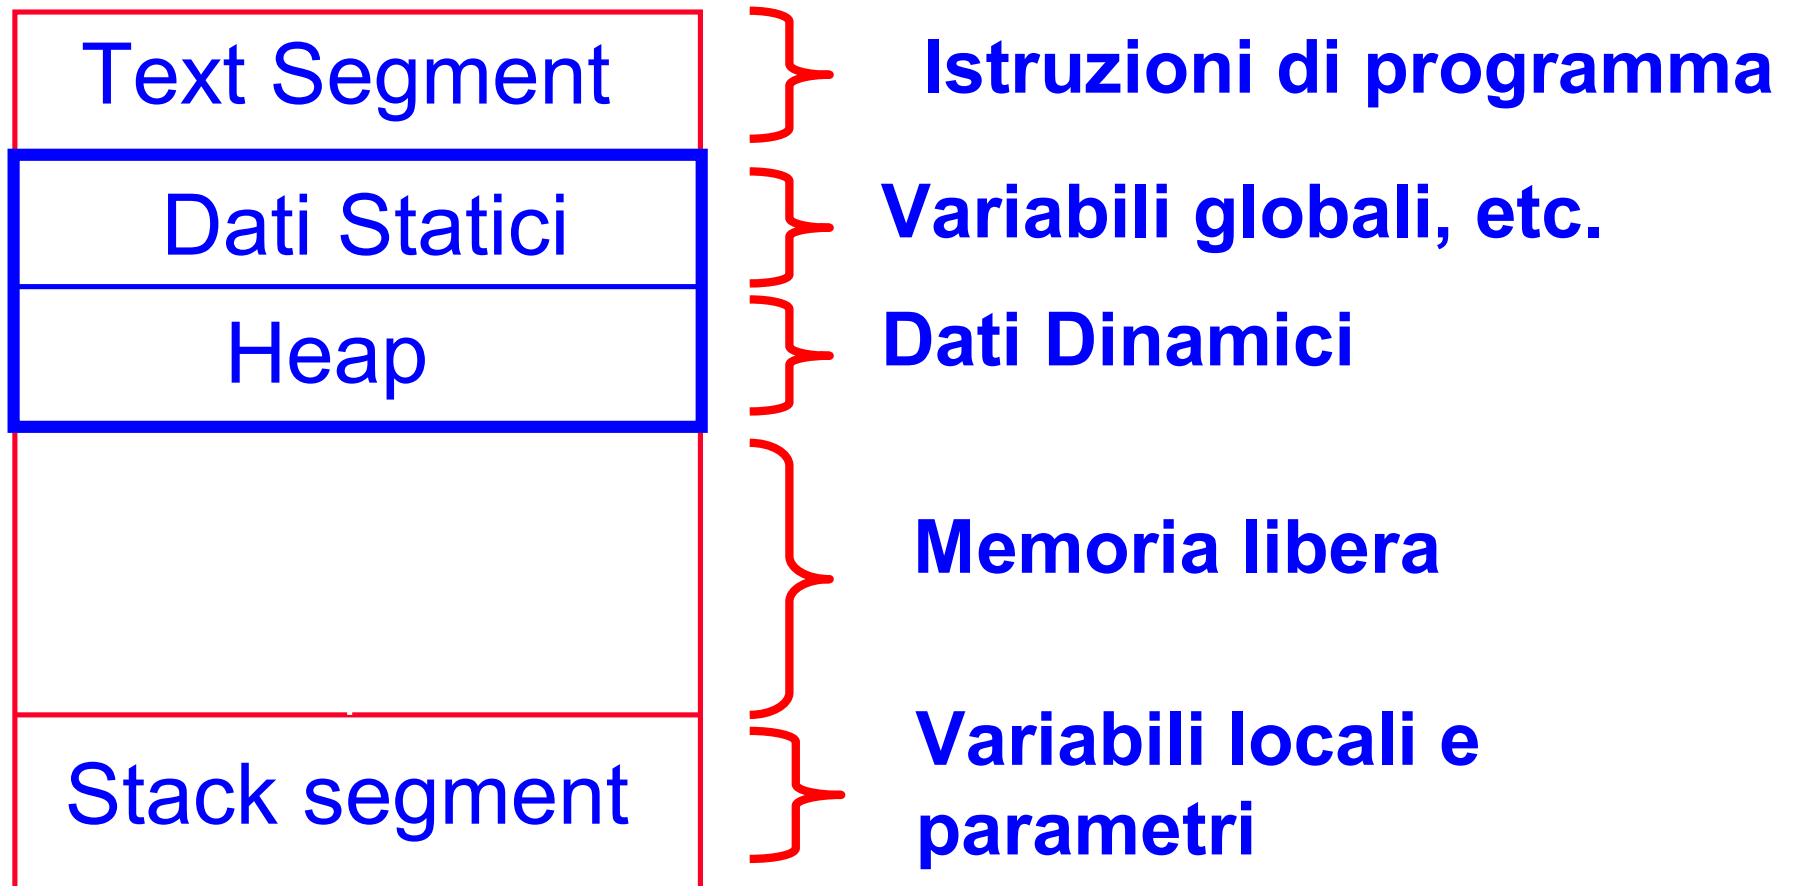 Text Segment
Istruzioni di programma
Dati Statici
Variabili globali, etc.
Heap
Dati Dinamici
Memoria libera
Stack segment
Variabili locali e
parametri